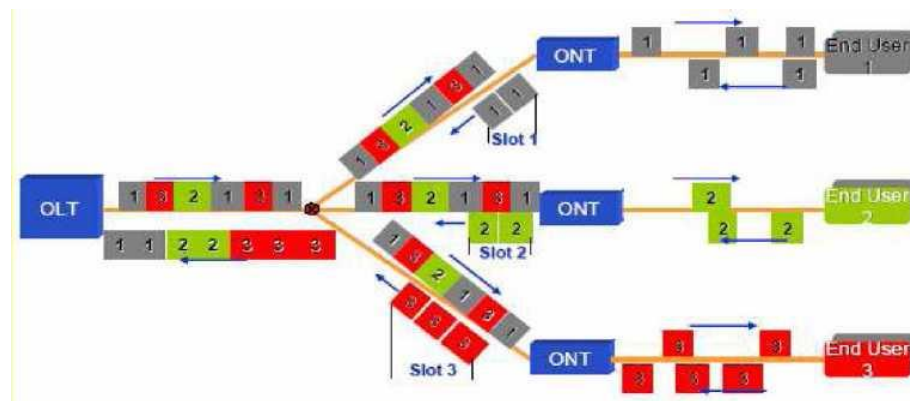 1 3 2 1 3 1
ONT
1 1 1
End User
1
1 1
1 1
Slot 1
OLT
1 3 2 1 3 1
1 3 2 1 3 1
ONT
2
End User
2
1 1 2 2 3 3 3
2 2
2 2
Slot 2
1 3 2 1 3 1
3 3 3
Slot 3
ONT
3 3
End User
3
3 3 3